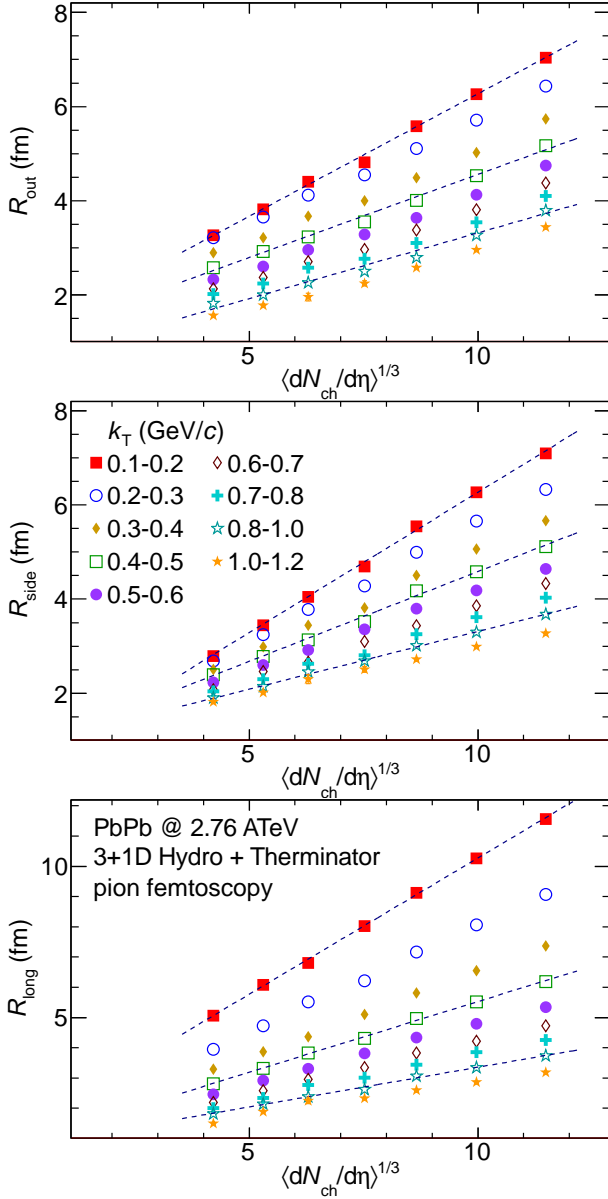 8
6
4
2
R_out (fm)
5 10
⟨dN_ch/dη⟩^1/3
8
6
4
2
R_side (fm)
k_T (GeV/c)
0.1-0.2 0.6-0.7
0.2-0.3 0.7-0.8
0.3-0.4 0.8-1.0
0.4-0.5 1.0-1.2
0.5-0.6
5 10
⟨dN_ch/dη⟩^1/3
10
5
R_long (fm)
PbPb @ 2.76 ATeV
3+1D Hydro + Therminator
pion femtoscopy
5 10
⟨dN_ch/dη⟩^1/3